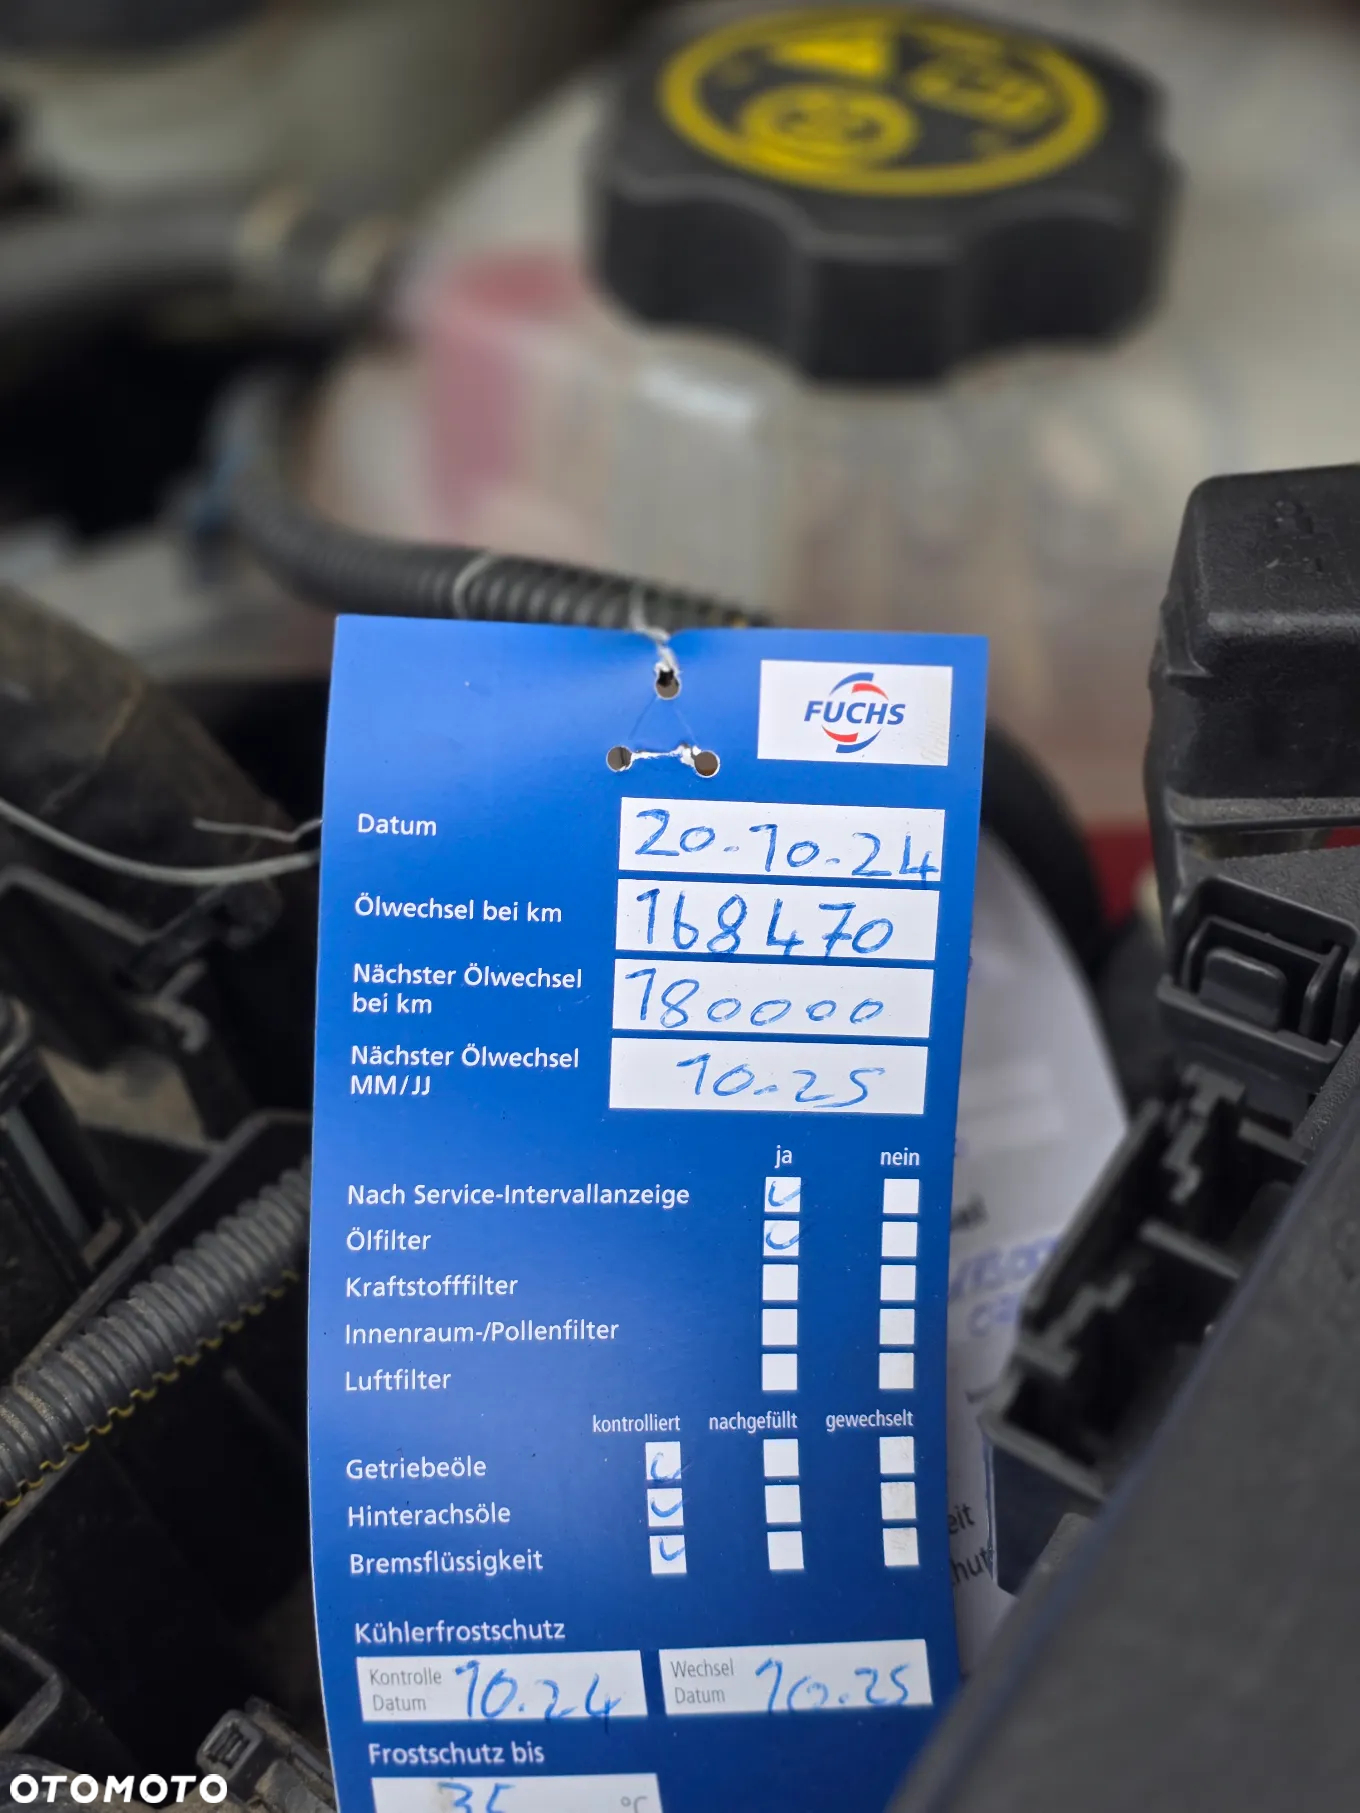 FUCHS
Datum 20.10.24
Ölwechsel bei km 168470
Nächster Ölwechsel
bei km 180000
Nächster Ölwechsel
MM/JJ 10.25
ja nein
Nach Service-Intervallanzeige
Ölfilter
Kraftstofffilter
Innenraum-/Pollenfilter
Luftfilter
kontrolliert nachgefüllt gewechselt
Getriebeöle
Hinterachsöle
Bremsflüssigkeit
Kühlerfrostschutz
Kontrolle
Datum 10.24
Wechsel
Datum 10.25
Frostschutz bis
35 °C
OTOMOTO